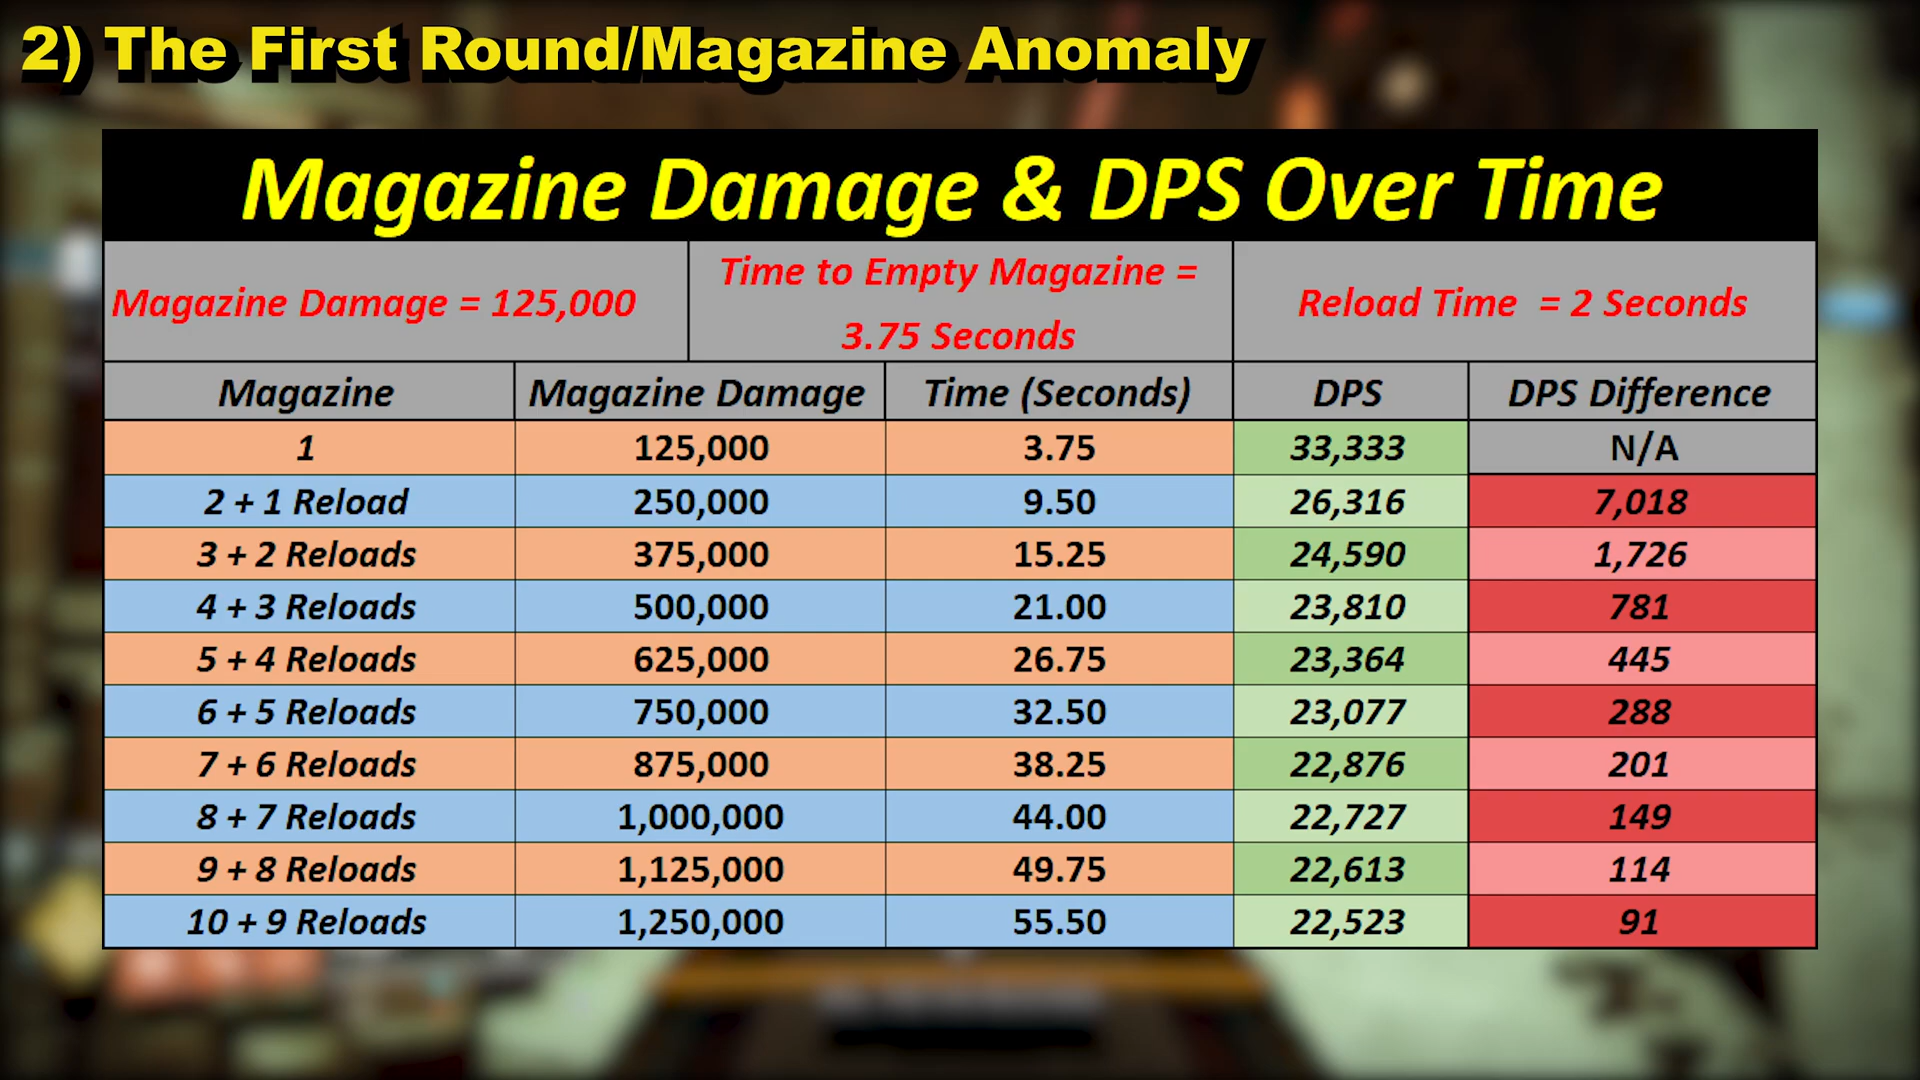 2) The First Round/Magazine Anomaly
Magazine Damage & DPS Over Time
Magazine Damage = 125,000
Time to Empty Magazine =
3.75 Seconds
Reload Time = 2 Seconds
Magazine Magazine Damage Time (Seconds) DPS DPS Difference
1 125,000 3.75 33,333 N/A
2 + 1 Reload 250,000 9.50 26,316 7,018
3 + 2 Reloads 375,000 15.25 24,590 1,726
4 + 3 Reloads 500,000 21.00 23,810 781
5 + 4 Reloads 625,000 26.75 23,364 445
6 + 5 Reloads 750,000 32.50 23,077 288
7 + 6 Reloads 875,000 38.25 22,876 201
8 + 7 Reloads 1,000,000 44.00 22,727 149
9 + 8 Reloads 1,125,000 49.75 22,613 114
10 + 9 Reloads 1,250,000 55.50 22,523 91